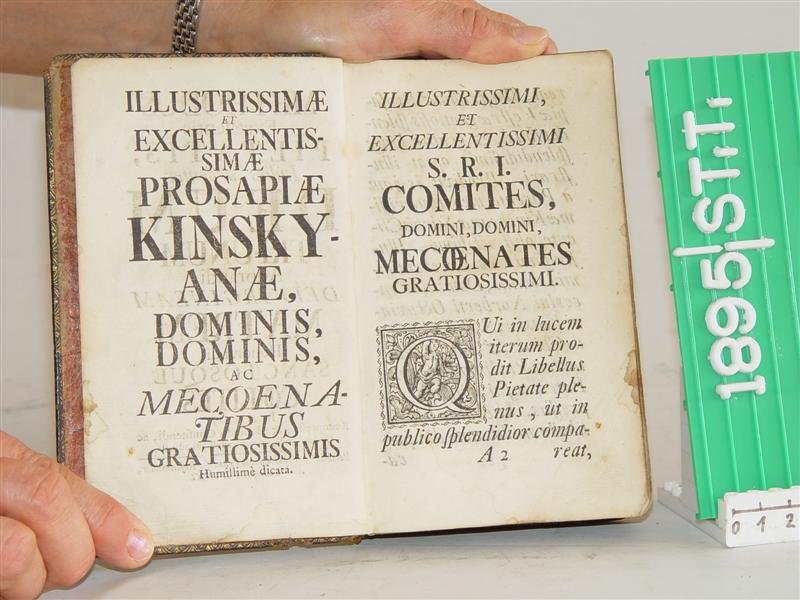 ILLUSTRISSIMÆ
ET
EXCELLENTIS-
SIMÆ
PROSAPIÆ
KINSKY-
ANÆ,
DOMINIS,
DOMINIS,
AC
MECOENA-
TIBUS
GRATIOSISSIMIS
Humillimè dicata.
ILLUSTRISSIMI,
ET
EXCELLENTISSIMI
S. R. I.
COMITES,
DOMINI, DOMINI,
MECŒNATES
GRATIOSISSIMI.
QUi in lucem
iterum pro-
dit Libellus
Pietate ple-
nus, ut in
publico ſplendidior compa-
A 2 reat,
1895|ST.T.
0 1 2